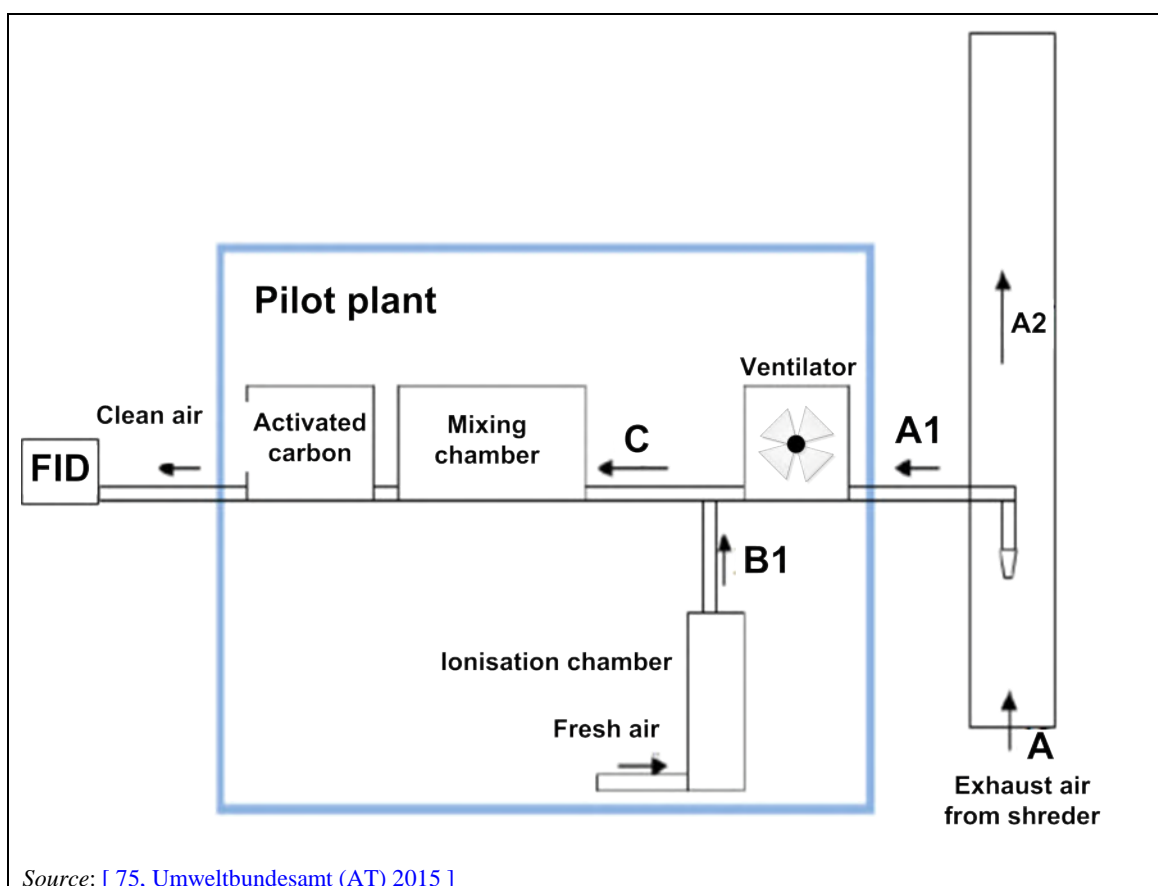 Pilot plant
A2
Ventilator
Clean air
Activated
carbon
Mixing
chamber
C
A1
FID
B1
Ionisation chamber
Fresh air
A
Exhaust air
from shreder
Source: [ 75, Umweltbundesamt (AT) 2015 ]